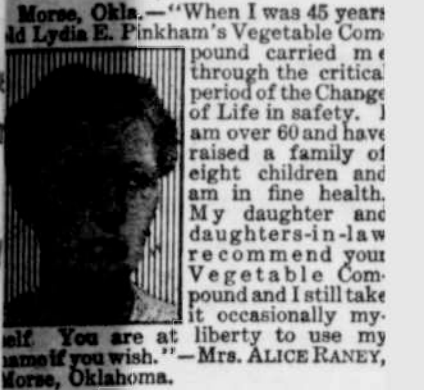 Morse, Okla.—"When I was 45 years
ld Lydia E. Pinkham's Vegetable Com
pound carried me
through the critical
period of the Change
of Life in safety. I
am over 60 and have
raised a family of
eight children and
am in fine health.
My daughter and
daughters-in-law
recommend your
Vegetable Com-
pound and I still take
it occasionally my-
self. You are at liberty to use my
name if you wish."—Mrs. ALICE RANEY,
Morse, Oklahoma.